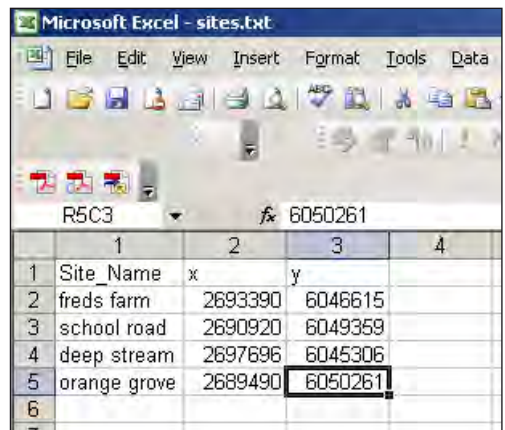 Microsoft Excel - sites.txt
File Edit View Insert Format Tools Data
ABC
R5C3 fx 6050261
1 2 3 4
1 Site_Name x y
2 freds farm 2693390 6046615
3 school road 2690920 6049359
4 deep stream 2697696 6045306
5 orange grove 2689490 6050261
6